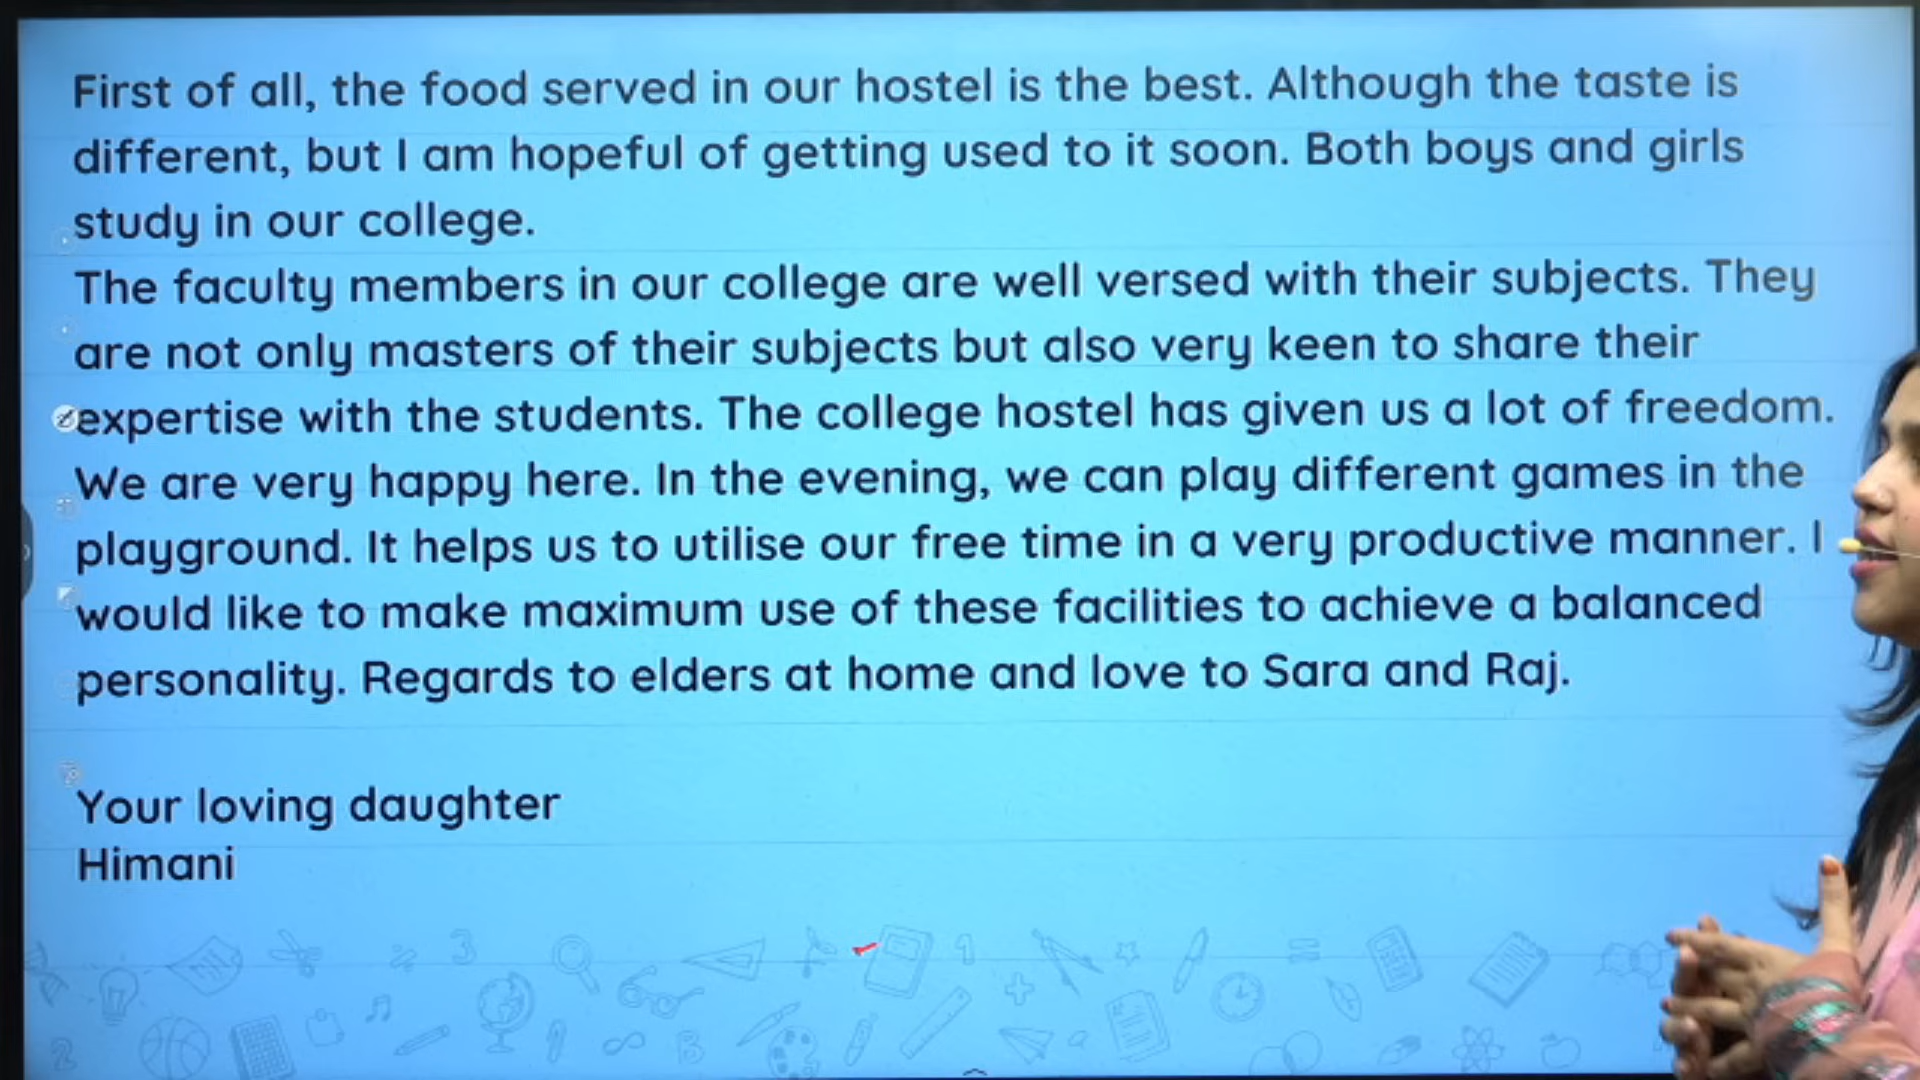 First of all, the food served in our hostel is the best. Although the taste is
different, but I am hopeful of getting used to it soon. Both boys and girls
study in our college.
The faculty members in our college are well versed with their subjects. They
are not only masters of their subjects but also very keen to share their
expertise with the students. The college hostel has given us a lot of freedom.
We are very happy here. In the evening, we can play different games in the
playground. It helps us to utilise our free time in a very productive manner. I
would like to make maximum use of these facilities to achieve a balanced
personality. Regards to elders at home and love to Sara and Raj.
Your loving daughter
Himani